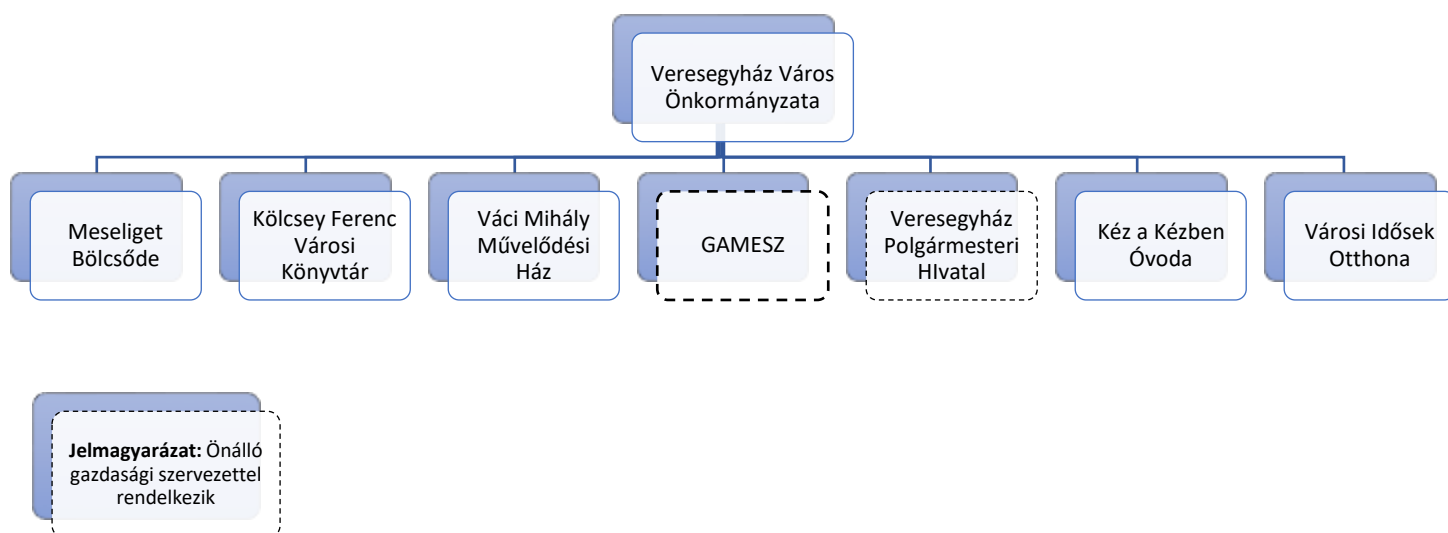 Veresegyház Város
Önkormányzata
Meseliget
Bölcsőde
Kölcsey Ferenc
Városi
Könyvtár
Váci Mihály
Művelődési
Ház
GAMESZ
Veresegyház
Polgármesteri
HIvatal
Kéz a Kézben
Óvoda
Városi Idősek
Otthona
Jelmagyarázat: Önálló
gazdasági szervezettel
rendelkezik